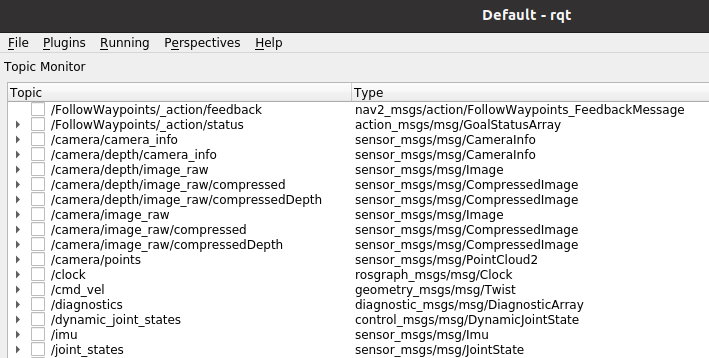 Default - rqt
File Plugins Running Perspectives Help
Topic Monitor
Topic Type
/FollowWaypoints/_action/feedback nav2_msgs/action/FollowWaypoints_FeedbackMessage
/FollowWaypoints/_action/status action_msgs/msg/GoalStatusArray
/camera/camera_info sensor_msgs/msg/CameraInfo
/camera/depth/camera_info sensor_msgs/msg/CameraInfo
/camera/depth/image_raw sensor_msgs/msg/Image
/camera/depth/image_raw/compressed sensor_msgs/msg/CompressedImage
/camera/depth/image_raw/compressedDepth sensor_msgs/msg/CompressedImage
/camera/image_raw sensor_msgs/msg/Image
/camera/image_raw/compressed sensor_msgs/msg/CompressedImage
/camera/image_raw/compressedDepth sensor_msgs/msg/CompressedImage
/camera/points sensor_msgs/msg/PointCloud2
/clock rosgraph_msgs/msg/Clock
/cmd_vel geometry_msgs/msg/Twist
/diagnostics diagnostic_msgs/msg/DiagnosticArray
/dynamic_joint_states control_msgs/msg/DynamicJointState
/imu sensor_msgs/msg/Imu
/joint_states sensor_msgs/msg/JointState